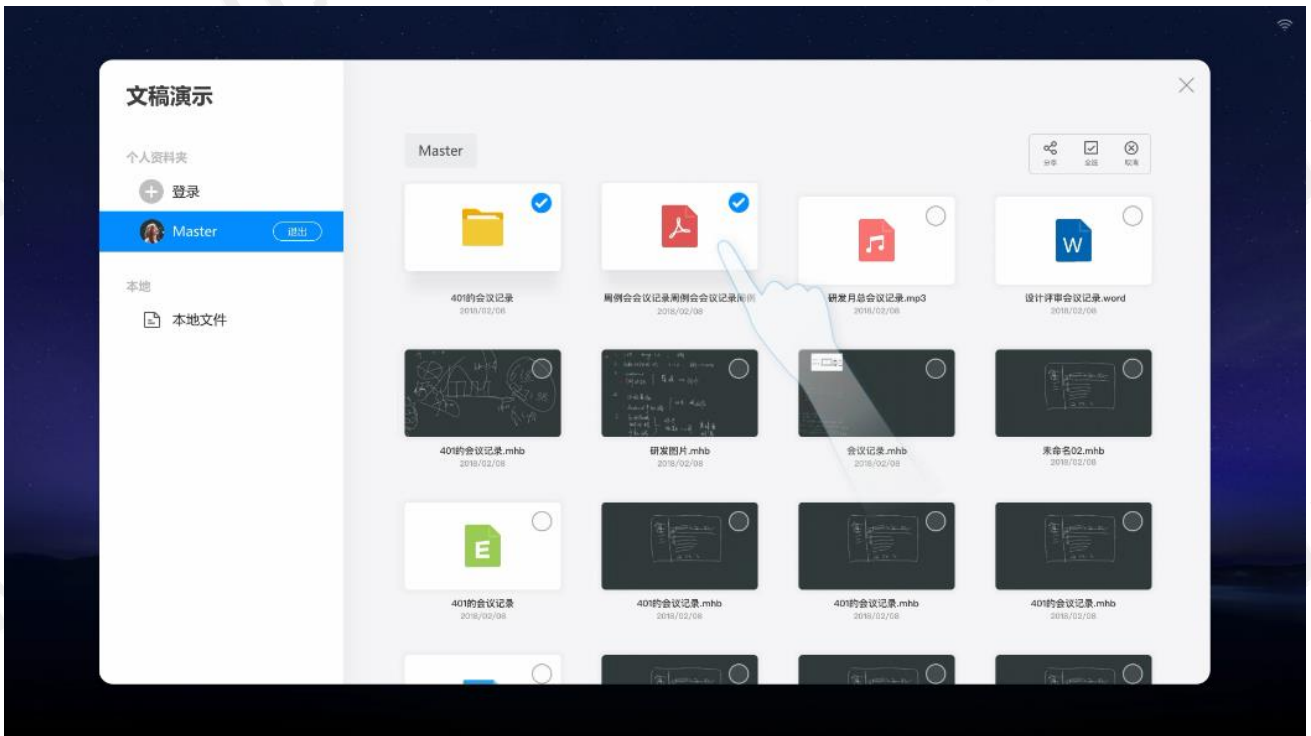 文稿演示
个人资料夹
登录
Master
退出
本地
本地文件
Master
分享 全选 取消
401的会议记录
2018/02/08
周例会会议记录周例会会议记录周例
2018/02/08
研发月总会议记录.mp3
2018/02/08
W
设计评审会议记录.word
2018/02/08
401的会议记录.mhb
2018/02/08
研发图片.mhb
2018/02/08
会议记录.mhb
2018/02/08
未命名02.mhb
2018/02/08
E
401的会议记录
2018/02/08
401的会议记录.mhb
2018/02/08
401的会议记录.mhb
2018/02/08
401的会议记录.mhb
2018/02/08